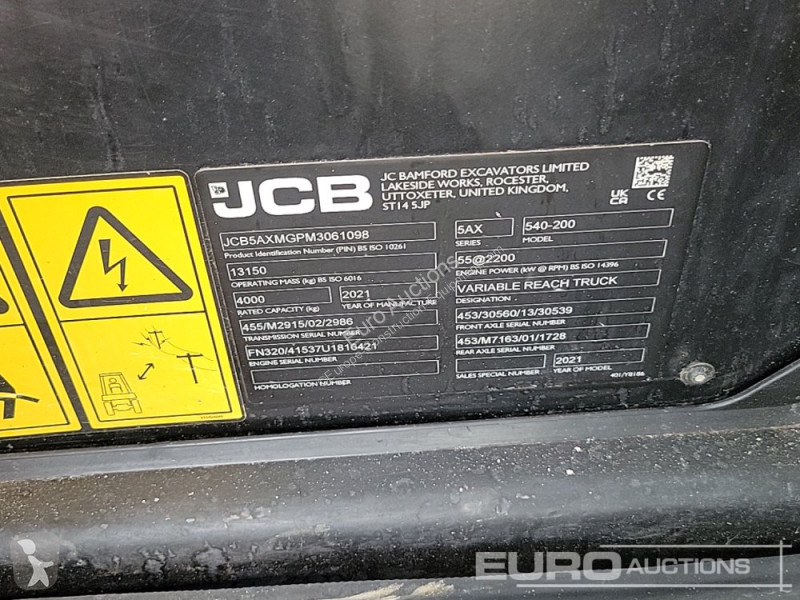 JCB
JC BAMFORD EXCAVATORS LIMITED
LAKESIDE WORKS, ROCESTER,
UTTOXETER, UNITED KINGDOM,
ST14 5JP
UK
CA
CE
JCB5AXMGPM3061098
Product Identification Number (PIN) BS ISO 10261
13150
OPERATING MASS (kg) BS ISO 6016
4000
RATED CAPACITY (kg)
2021
YEAR OF MANUFACTURE
455/M2915/02/2986
TRANSMISSION SERIAL NUMBER
FN320/41537U1816421
ENGINE SERIAL NUMBER
HOMOLOGATION NUMBER
5AX
SERIES
540-200
MODEL
55@2200
ENGINE POWER (kW @ RPM) BS ISO 14396
VARIABLE REACH TRUCK
DESIGNATION
453/30560/13/30539
FRONT AXLE SERIAL NUMBER
453/M7163/01/1728
REAR AXLE SERIAL NUMBER
SALES SPECIAL NUMBER
2021
YEAR OF MODEL
401/Y8186
EURO AUCTIONS